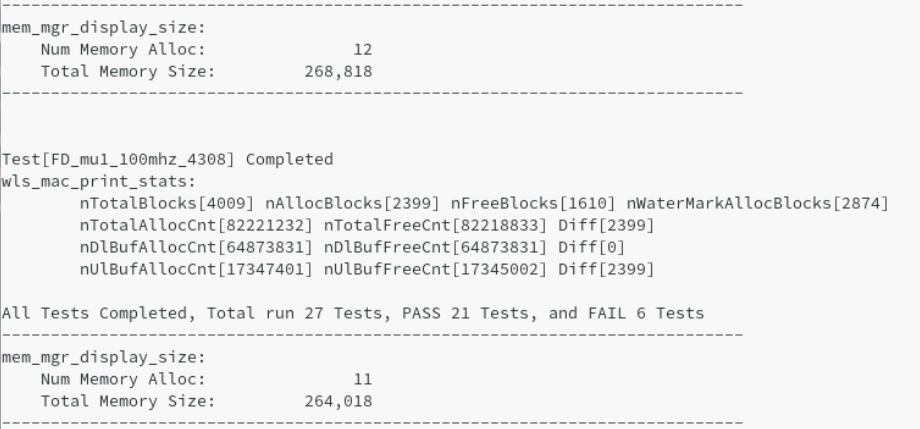 ---------------------------------------------------------------------------
mem_mgr_display_size:
    Num Memory Alloc:               12
    Total Memory Size:         268,818
---------------------------------------------------------------------------
Test[FD_mu1_100mhz_4308] Completed
wls_mac_print_stats:
        nTotalBlocks[4009] nAllocBlocks[2399] nFreeBlocks[1610] nWaterMarkAllocBlocks[2874]
        nTotalAllocCnt[82221232] nTotalFreeCnt[82218833] Diff[2399]
        nDlBufAllocCnt[64873831] nDlBufFreeCnt[64873831] Diff[0]
        nUlBufAllocCnt[17347401] nUlBufFreeCnt[17345002] Diff[2399]
All Tests Completed, Total run 27 Tests, PASS 21 Tests, and FAIL 6 Tests
---------------------------------------------------------------------------
mem_mgr_display_size:
    Num Memory Alloc:               11
    Total Memory Size:         264,018
---------------------------------------------------------------------------